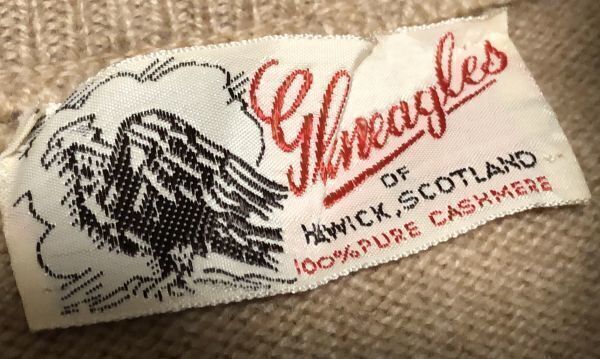 Gleneagles
OF
HAWICK, SCOTLAND
100% PURE CASHMERE